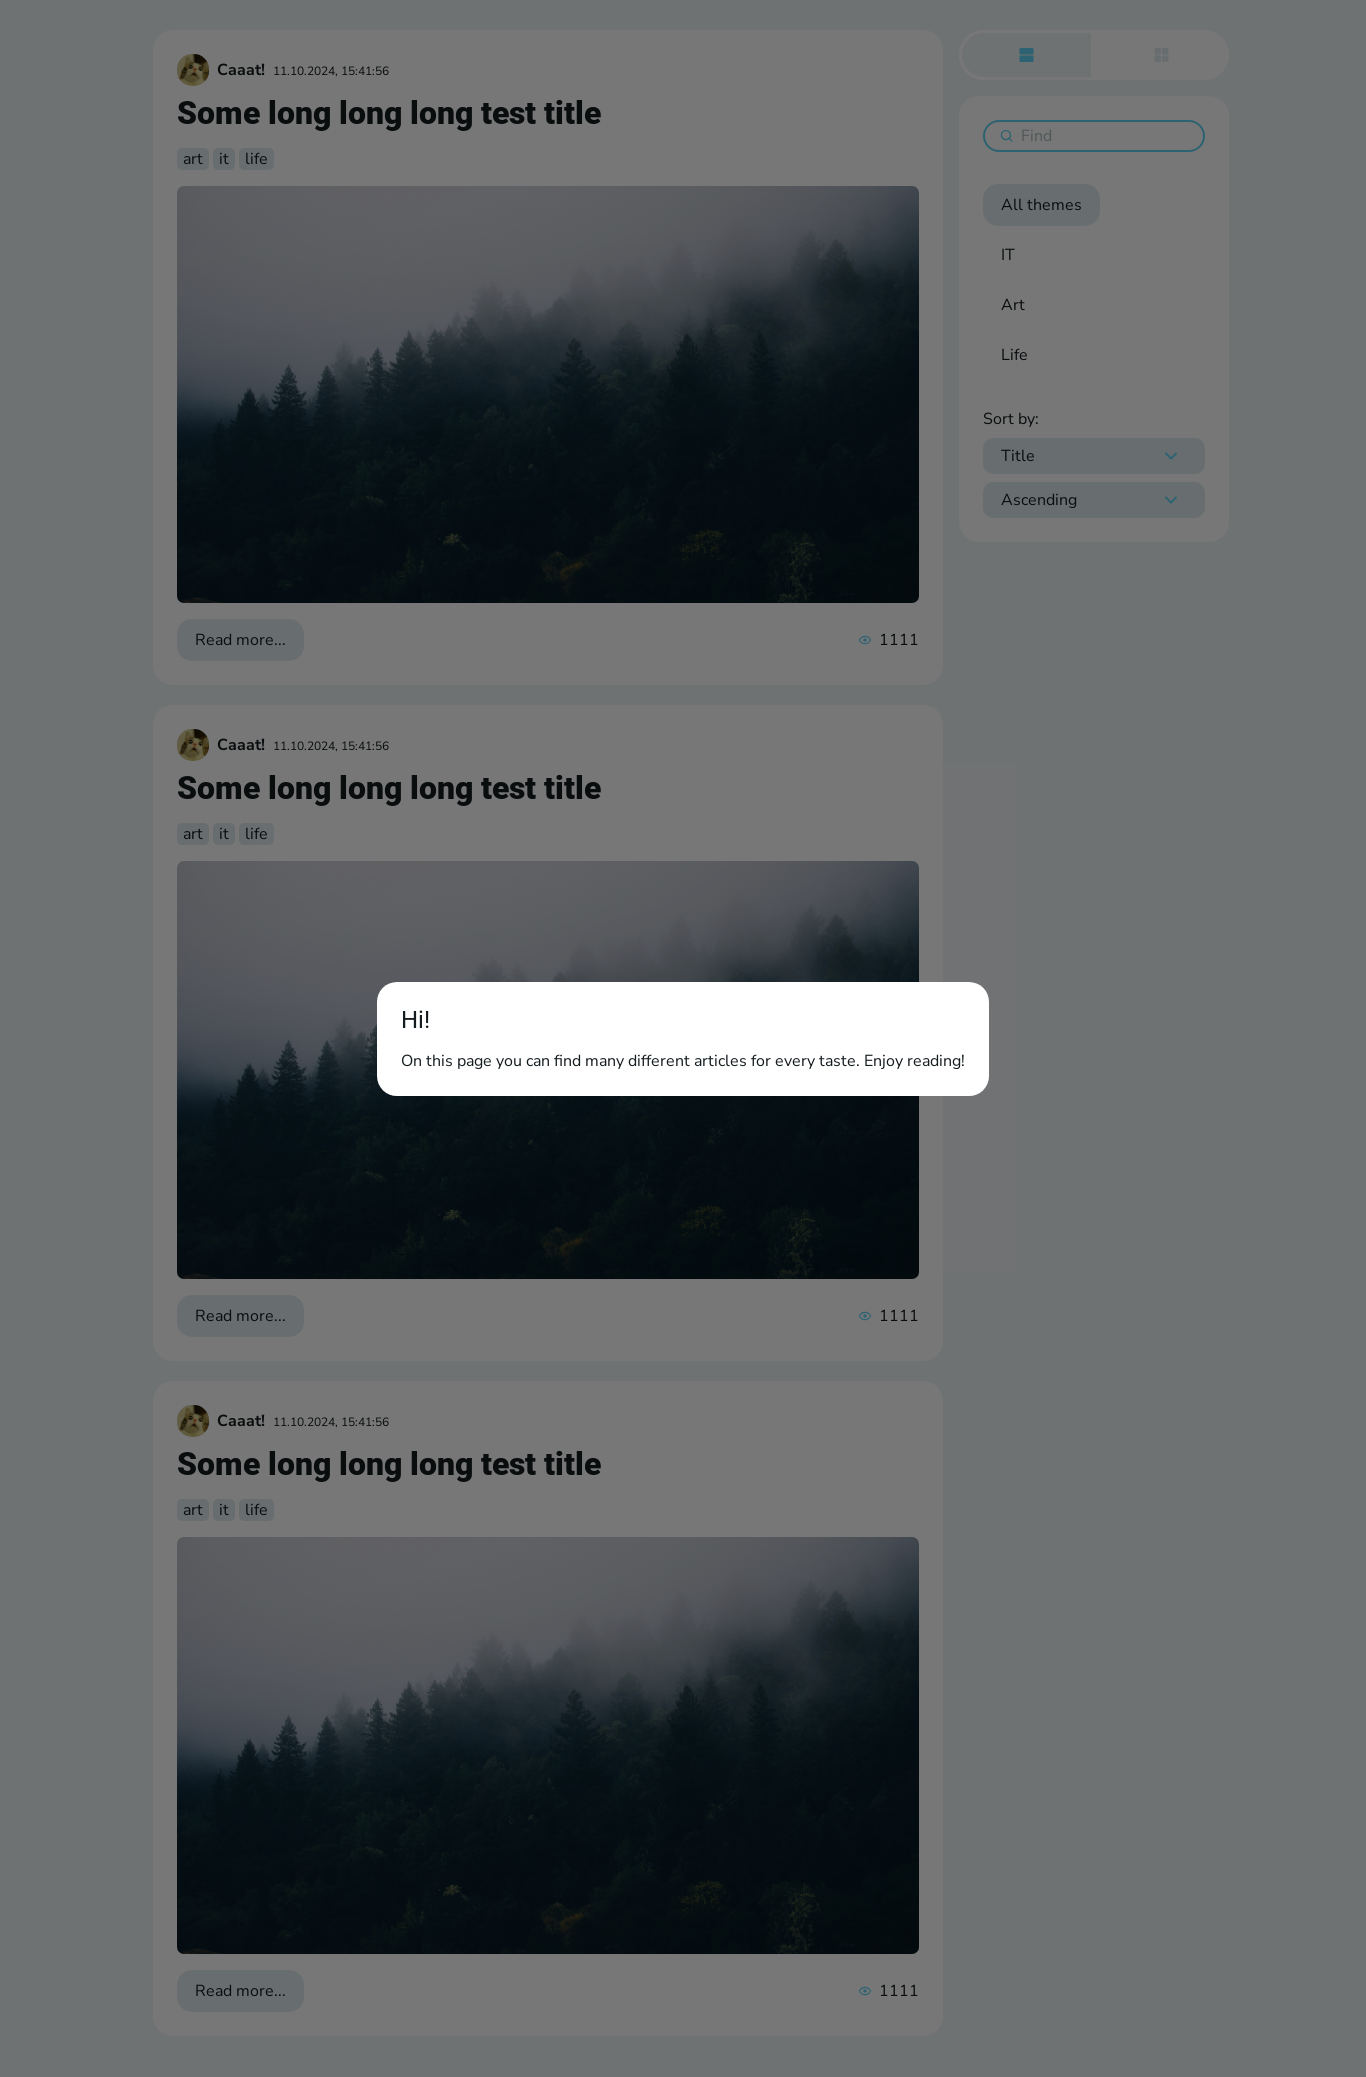 Caaat! 11.10.2024, 15:41:56
Some long long long test title
art it life
Read more...
1111
Caaat! 11.10.2024, 15:41:56
Some long long long test title
art it life
Read more...
1111
Caaat! 11.10.2024, 15:41:56
Some long long long test title
art it life
Read more...
1111
Find
All themes
IT
Art
Life
Sort by:
Title
Ascending
Hi!
On this page you can find many different articles for every taste. Enjoy reading!